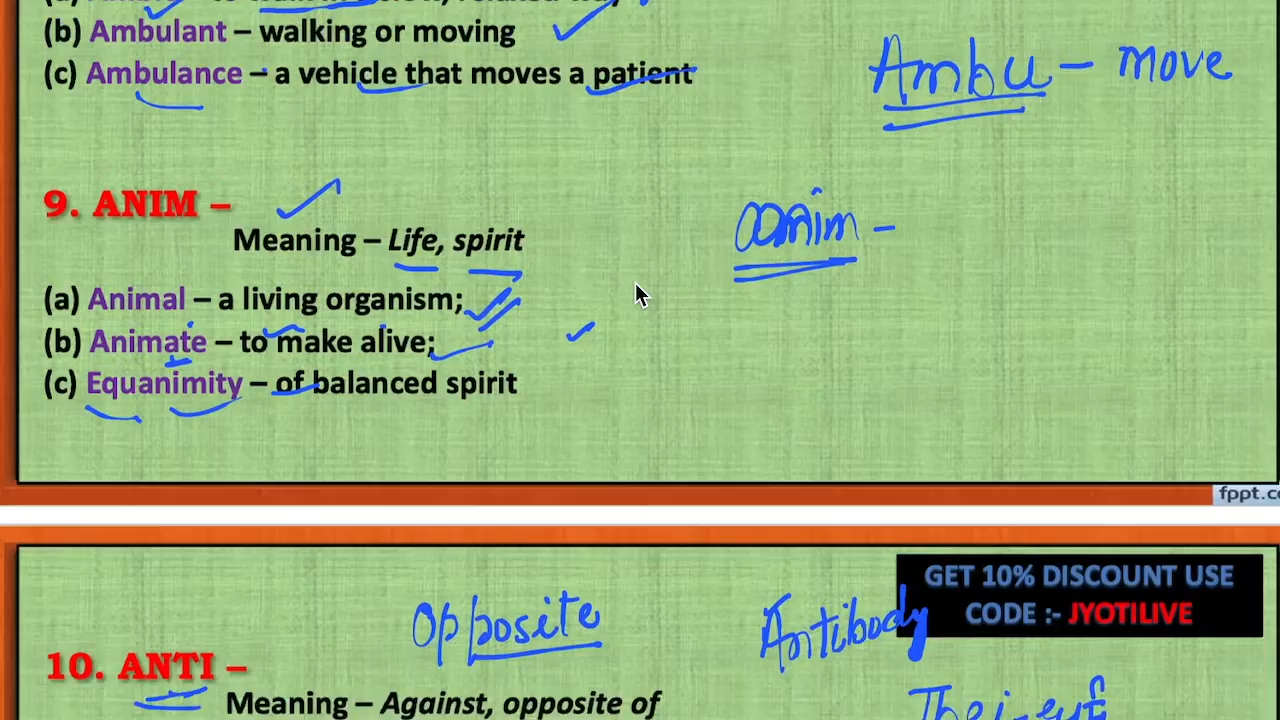 (b) Ambulant – walking or moving
(c) Ambulance – a vehicle that moves a patient
Ambu – move
9. ANIM –
Meaning – Life, spirit
anim –
(a) Animal – a living organism;
(b) Animate – to make alive;
(c) Equanimity – of balanced spirit
fppt.c
GET 10% DISCOUNT USE
CODE :- JYOTILIVE
Opposite
Antibody
10. ANTI –
Meaning – Against, opposite of